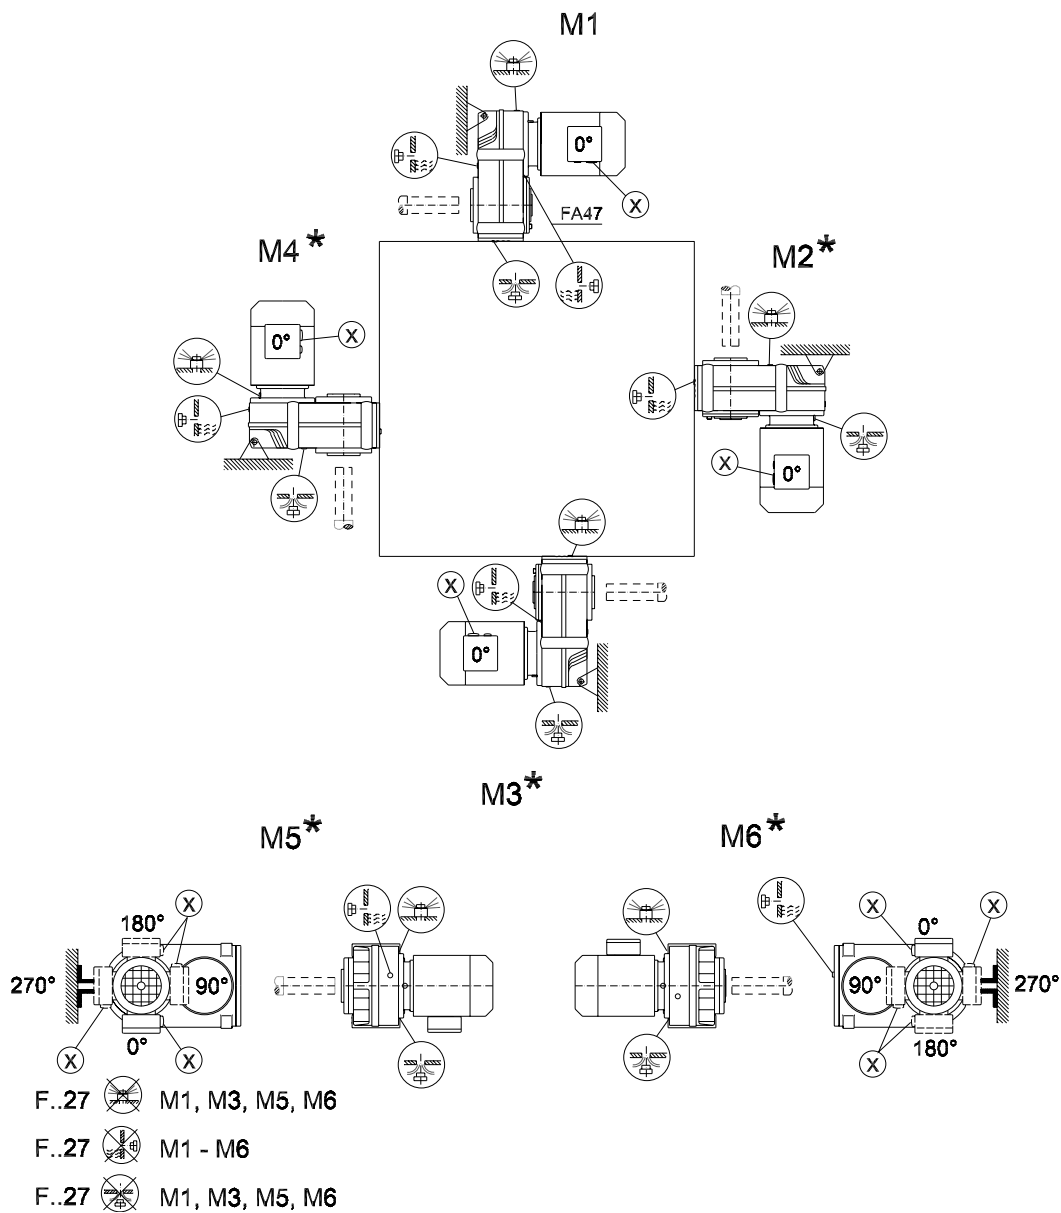 M1
0°
X
FA47
M4*
M2*
0°
X
0°
X
X
0°
M3*
M5*
M6*
X
X
X
180°
0°
270°
90°
90°
270°
0°
180°
X
X
X
F..27 M1, M3, M5, M6
F..27 M1 - M6
F..27 M1, M3, M5, M6